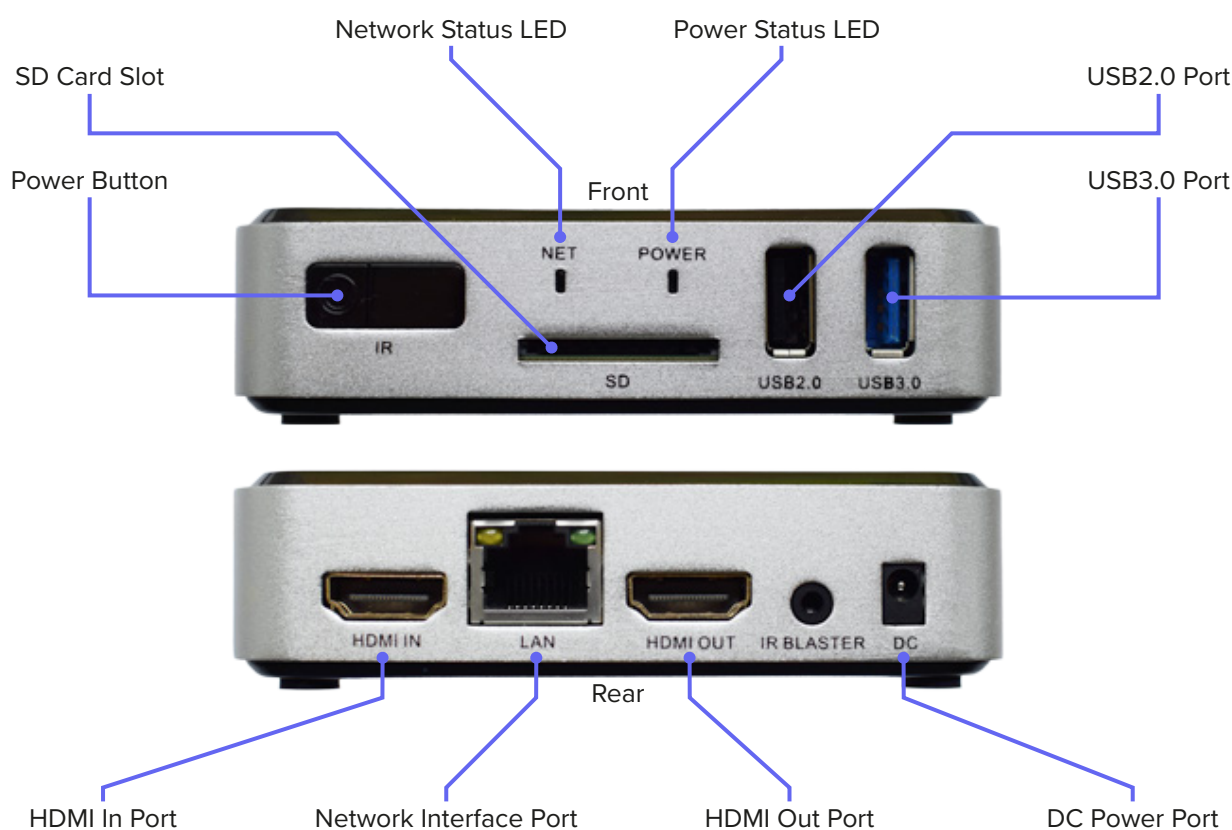 Network Status LED
Power Status LED
SD Card Slot
USB2.0 Port
Power Button
USB3.0 Port
Front
NET
POWER
IR
SD
USB2.0
USB3.0
HDMI IN
LAN
HDMI OUT
IR BLASTER
DC
Rear
HDMI In Port
Network Interface Port
HDMI Out Port
DC Power Port